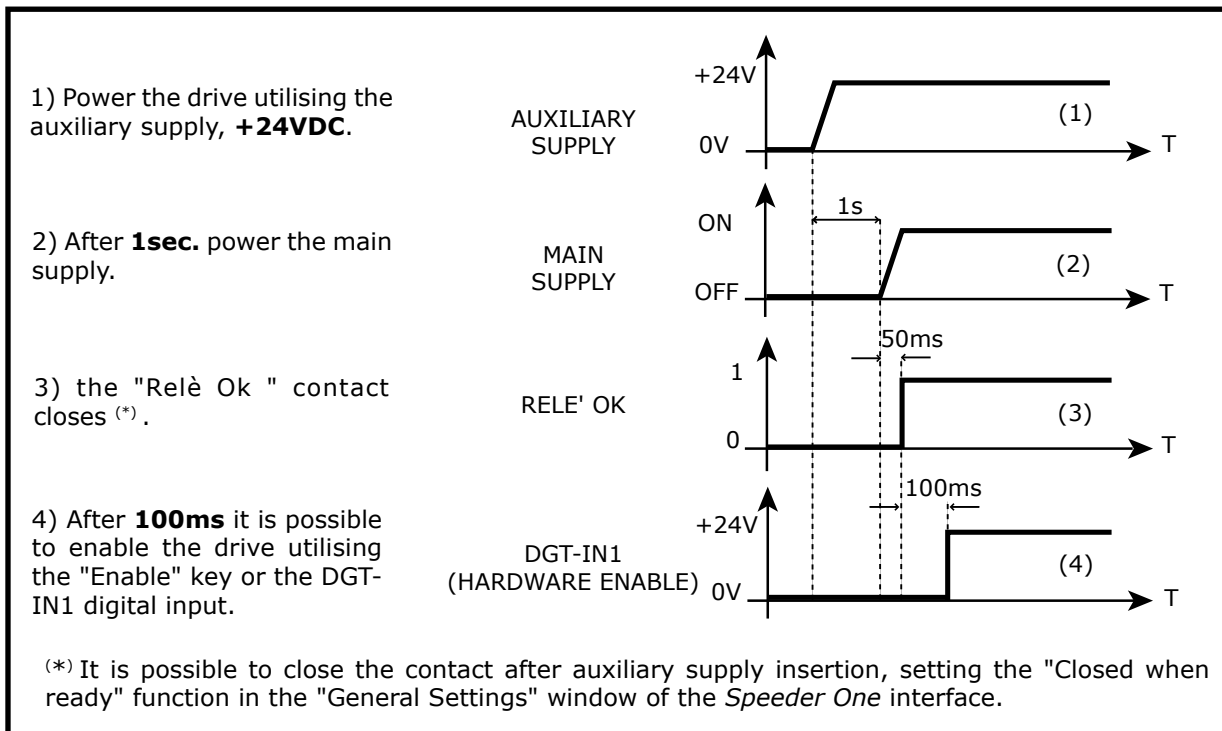 1) Power the drive utilising the
auxiliary supply, +24VDC.
AUXILIARY
SUPPLY
+24V
0V
(1)
T
2) After 1sec. power the main
supply.
MAIN
SUPPLY
ON
OFF
1s
(2)
T
3) the "Relè Ok " contact
closes (*) .
RELE' OK
1
0
50ms
(3)
T
4) After 100ms it is possible
to enable the drive utilising
the "Enable" key or the DGT-
IN1 digital input.
DGT-IN1
(HARDWARE ENABLE)
+24V
0V
100ms
(4)
T
(*) It is possible to close the contact after auxiliary supply insertion, setting the "Closed when
ready" function in the "General Settings" window of the Speeder One interface.